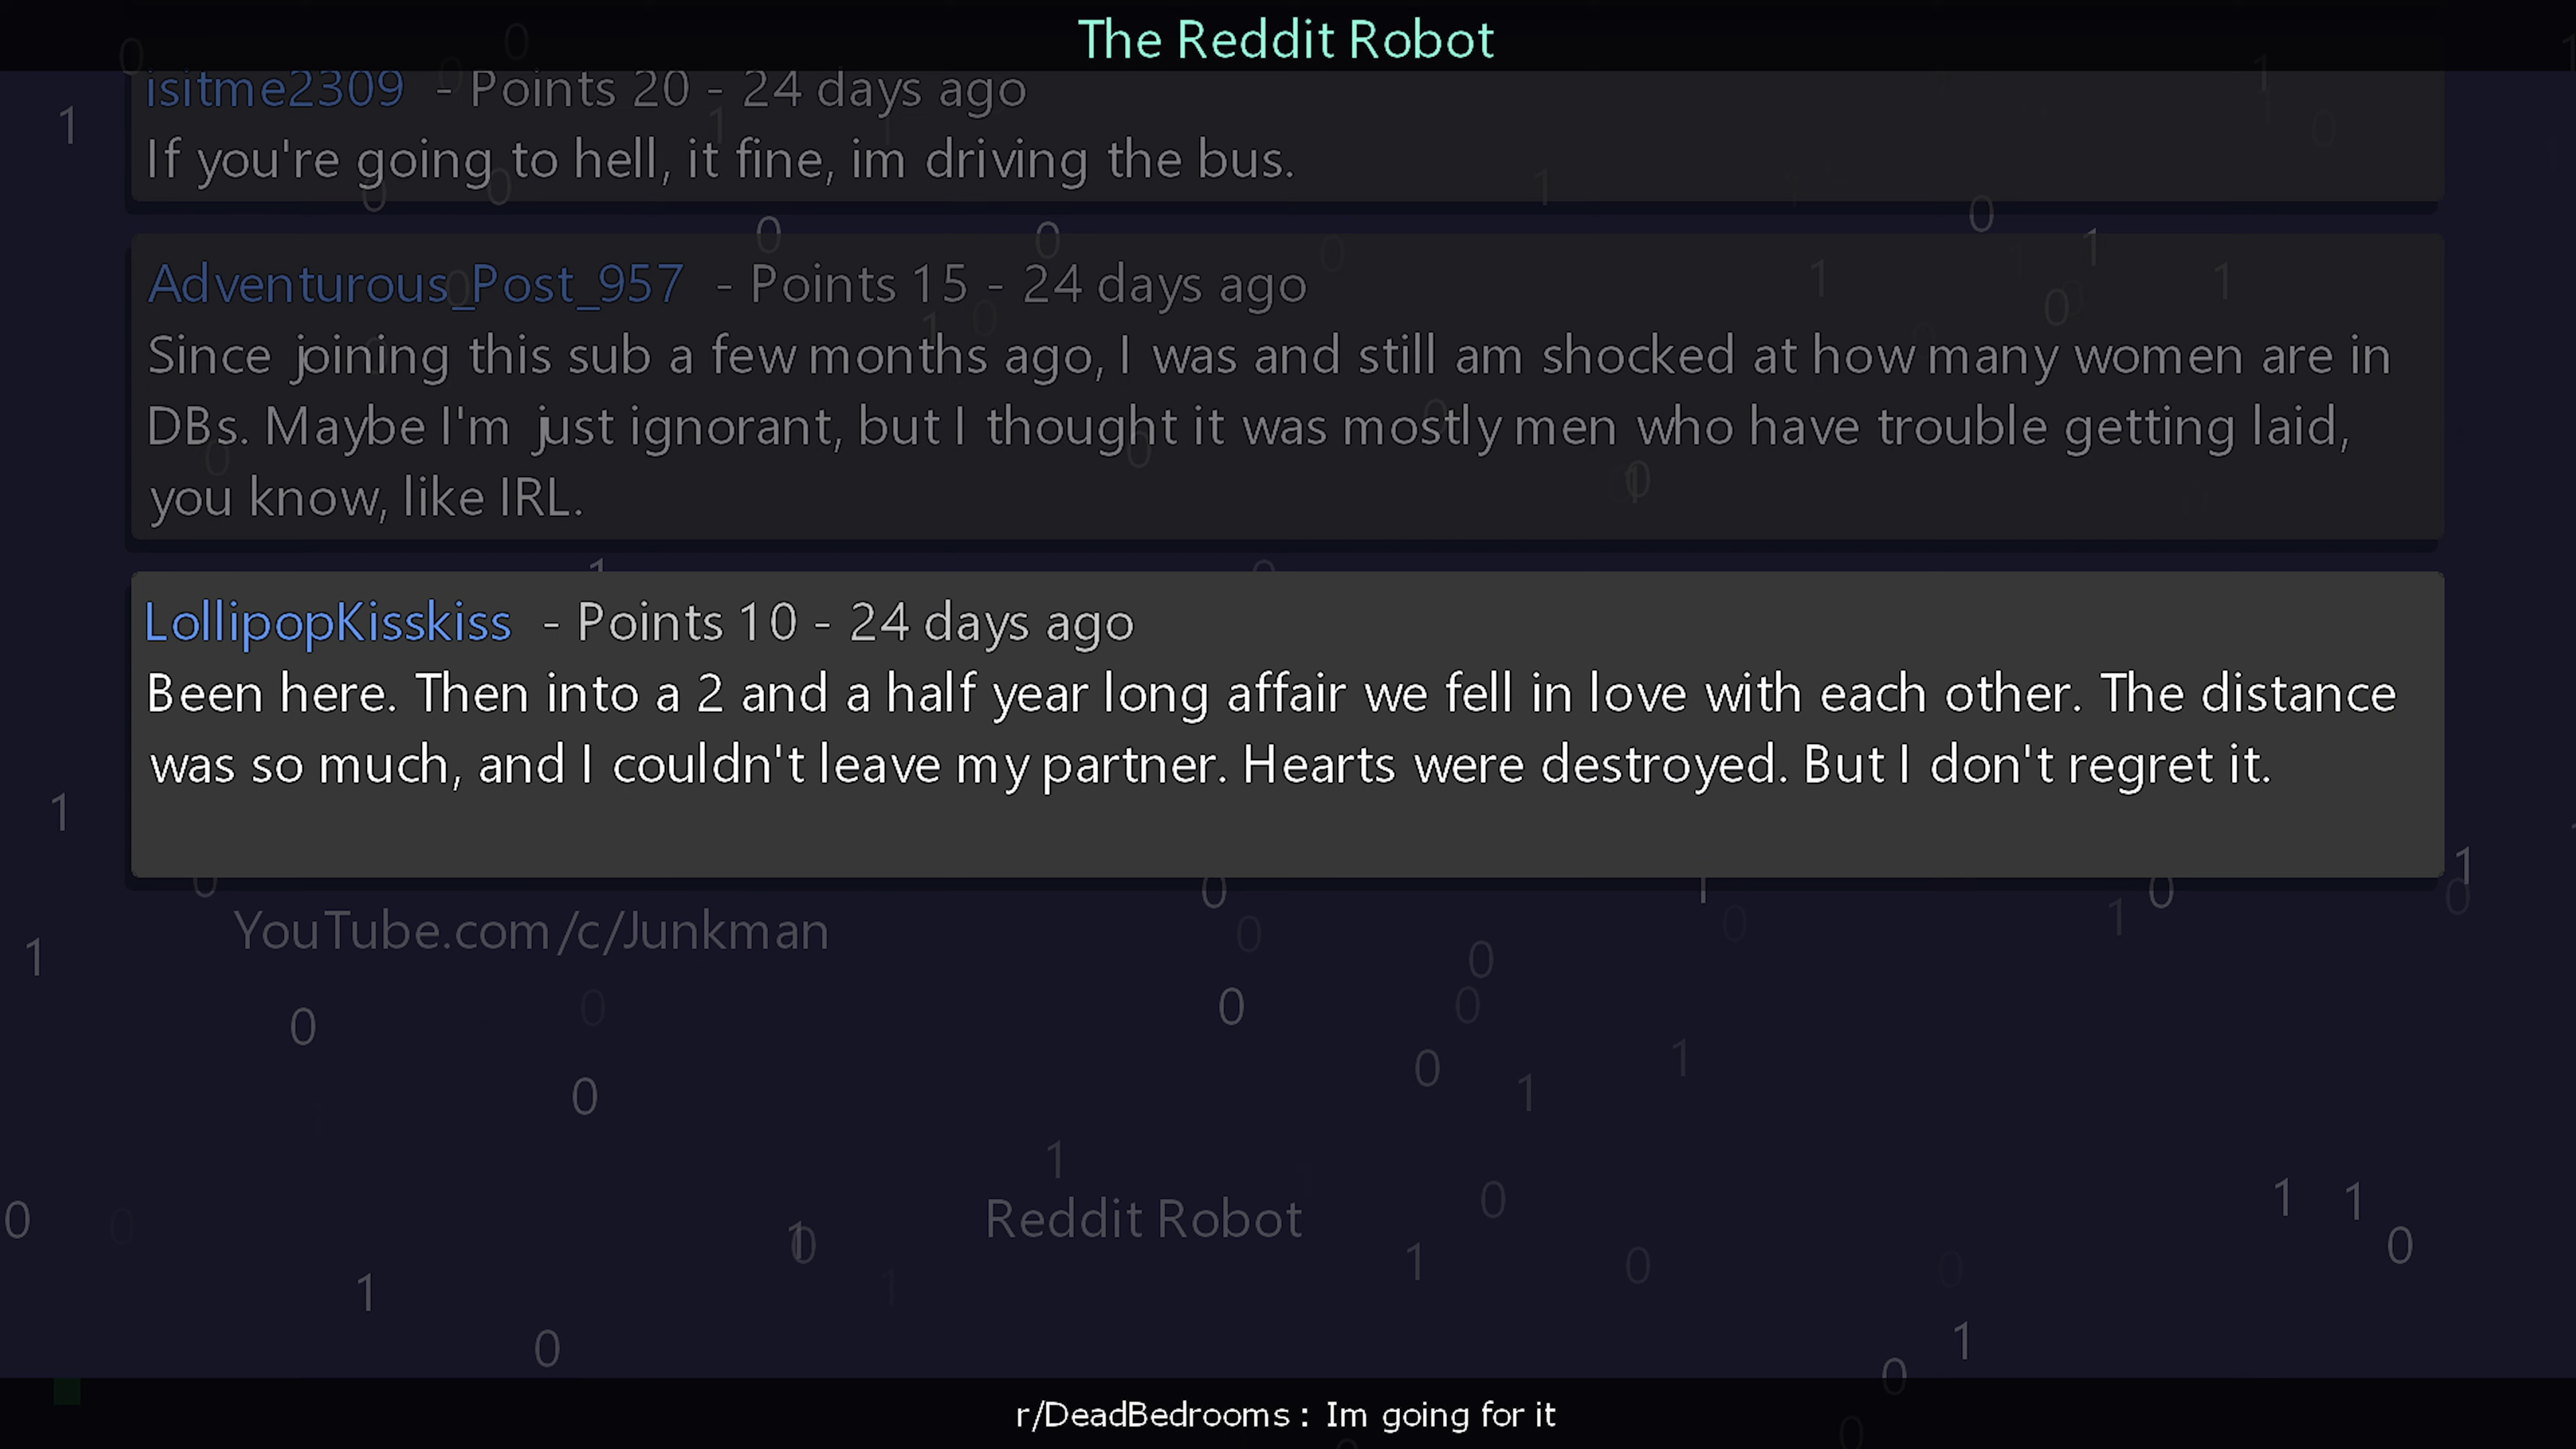 The Reddit Robot
isitme2309 - Points 20 - 24 days ago
If you're going to hell, it fine, im driving the bus.
Adventurous_Post_957 - Points 15 - 24 days ago
Since joining this sub a few months ago, I was and still am shocked at how many women are in
DBs. Maybe I'm just ignorant, but I thought it was mostly men who have trouble getting laid,
you know, like IRL.
LollipopKisskiss - Points 10 - 24 days ago
Been here. Then into a 2 and a half year long affair we fell in love with each other. The distance
was so much, and I couldn't leave my partner. Hearts were destroyed. But I don't regret it.
YouTube.com/c/Junkman
Reddit Robot
r/DeadBedrooms : Im going for it